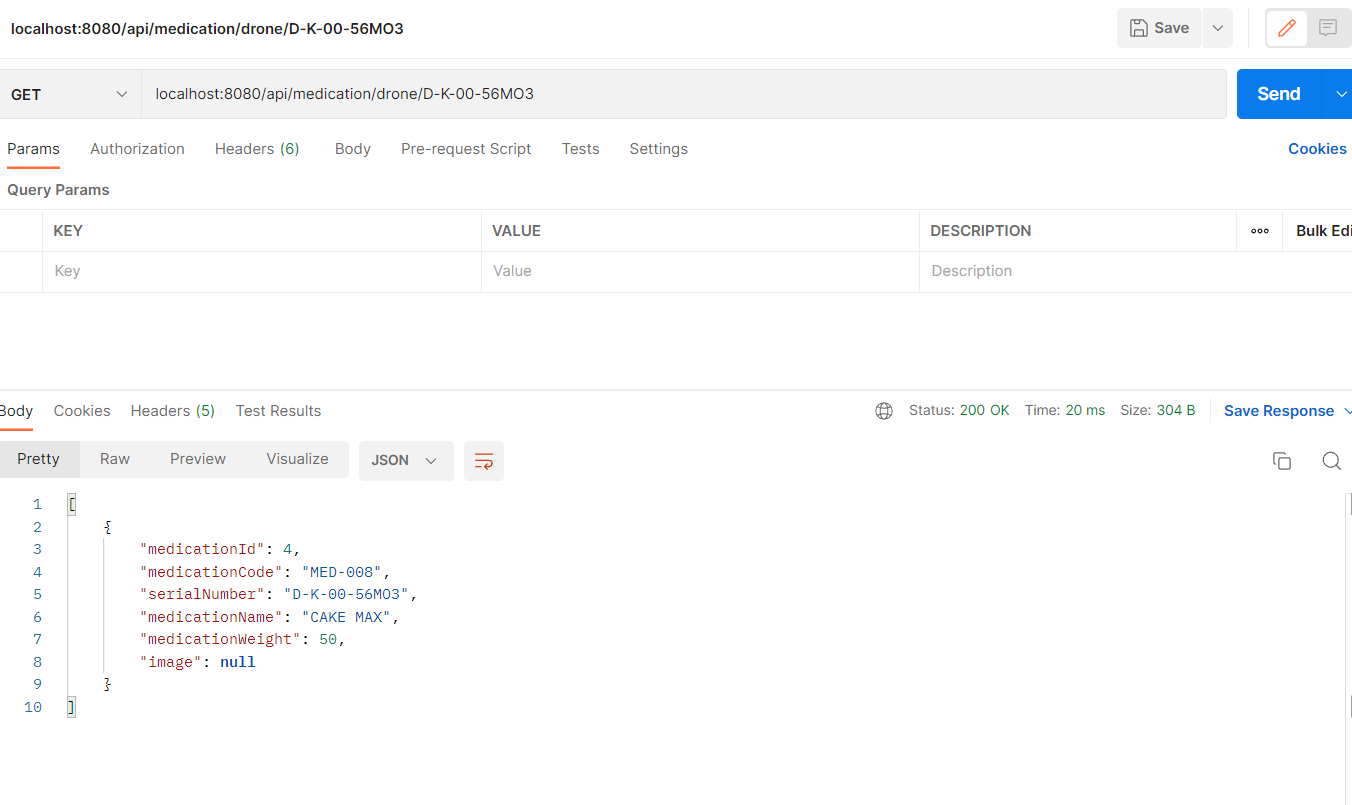 localhost:8080/api/medication/drone/D-K-00-56MO3 Save
GET localhost:8080/api/medication/drone/D-K-00-56MO3 Send
Params Authorization Headers (6) Body Pre-request Script Tests Settings Cookies
Query Params
KEY VALUE DESCRIPTION ooo Bulk Edi
Key Value Description
Body Cookies Headers (5) Test Results Status: 200 OK Time: 20 ms Size: 304 B Save Response
Pretty Raw Preview Visualize JSON
1 [
2 {
3 "medicationId": 4,
4 "medicationCode": "MED-008",
5 "serialNumber": "D-K-00-56MO3",
6 "medicationName": "CAKE MAX",
7 "medicationWeight": 50,
8 "image": null
9 }
10 ]